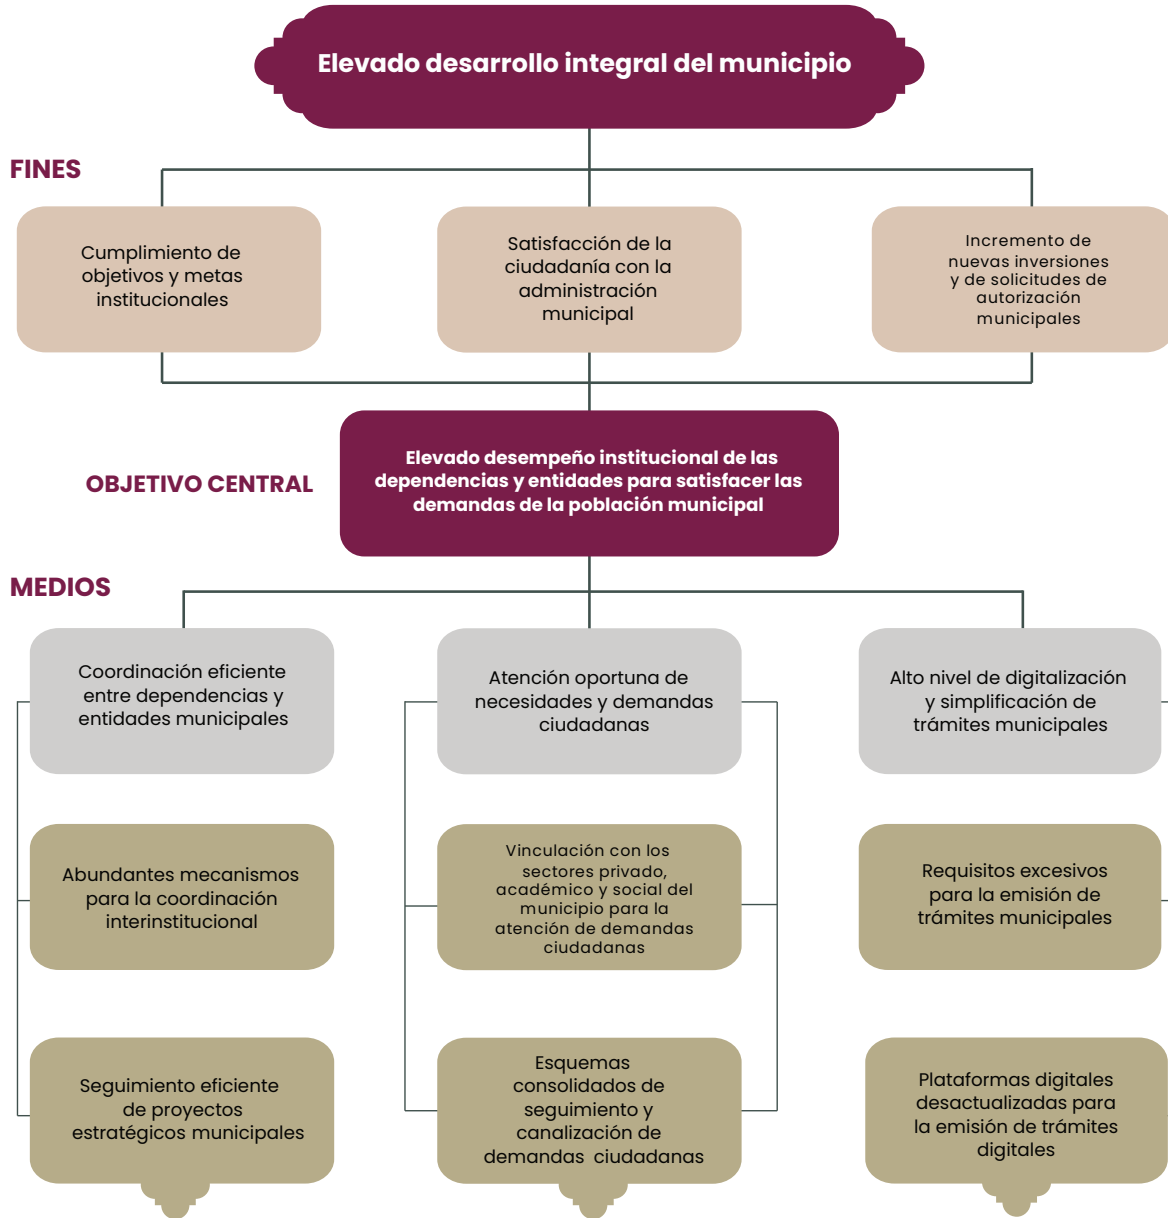 Elevado desarrollo integral del municipio
FINES
Cumplimiento de
objetivos y metas
institucionales
Satisfacción de la
ciudadanía con la
administración
municipal
Incremento de
nuevas inversiones
y de solicitudes de
autorización
municipales
OBJETIVO CENTRAL
Elevado desempeño institucional de las
dependencias y entidades para satisfacer las
demandas de la población municipal
MEDIOS
Coordinación eficiente
entre dependencias y
entidades municipales
Atención oportuna de
necesidades y demandas
ciudadanas
Alto nivel de digitalización
y simplificación de
trámites municipales
Abundantes mecanismos
para la coordinación
interinstitucional
Vinculación con los
sectores privado,
académico y social del
municipio para la
atención de demandas
ciudadanas
Requisitos excesivos
para la emisión de
trámites municipales
Seguimiento eficiente
de proyectos
estratégicos municipales
Esquemas
consolidados de
seguimiento y
canalización de
demandas ciudadanas
Plataformas digitales
desactualizadas para
la emisión de trámites
digitales